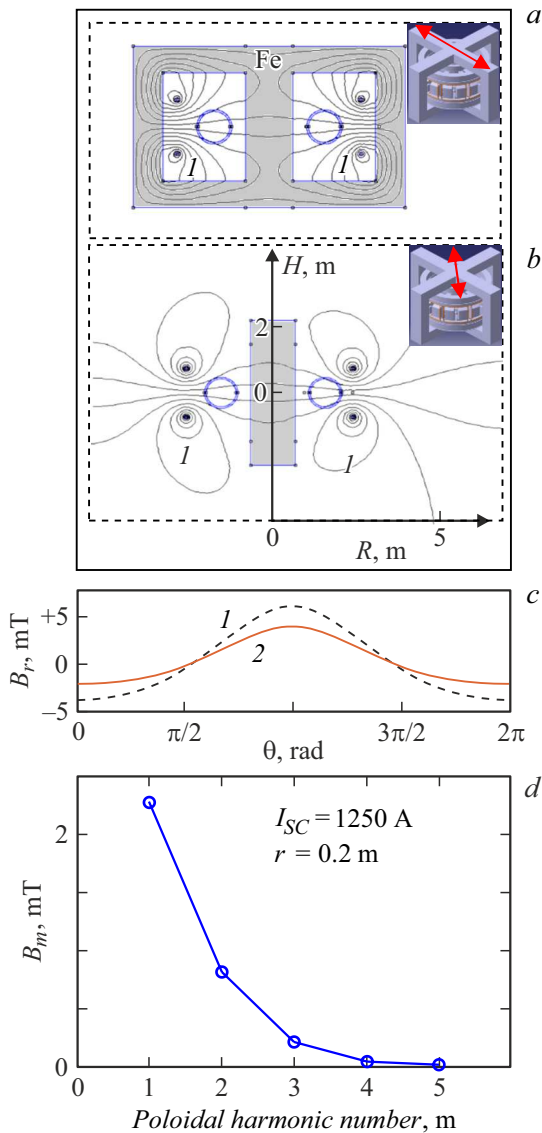 a
Fe
1
1
b
H, m
2
0
1
1
0
5
R, m
c
+5
0
−5
B_r, mT
1
2
0
π/2
3π/2
2π
θ, rad
d
I_SC = 1250 A
r = 0.2 m
2
0
B_m, mT
0
1
2
3
4
5
Poloidal harmonic number, m